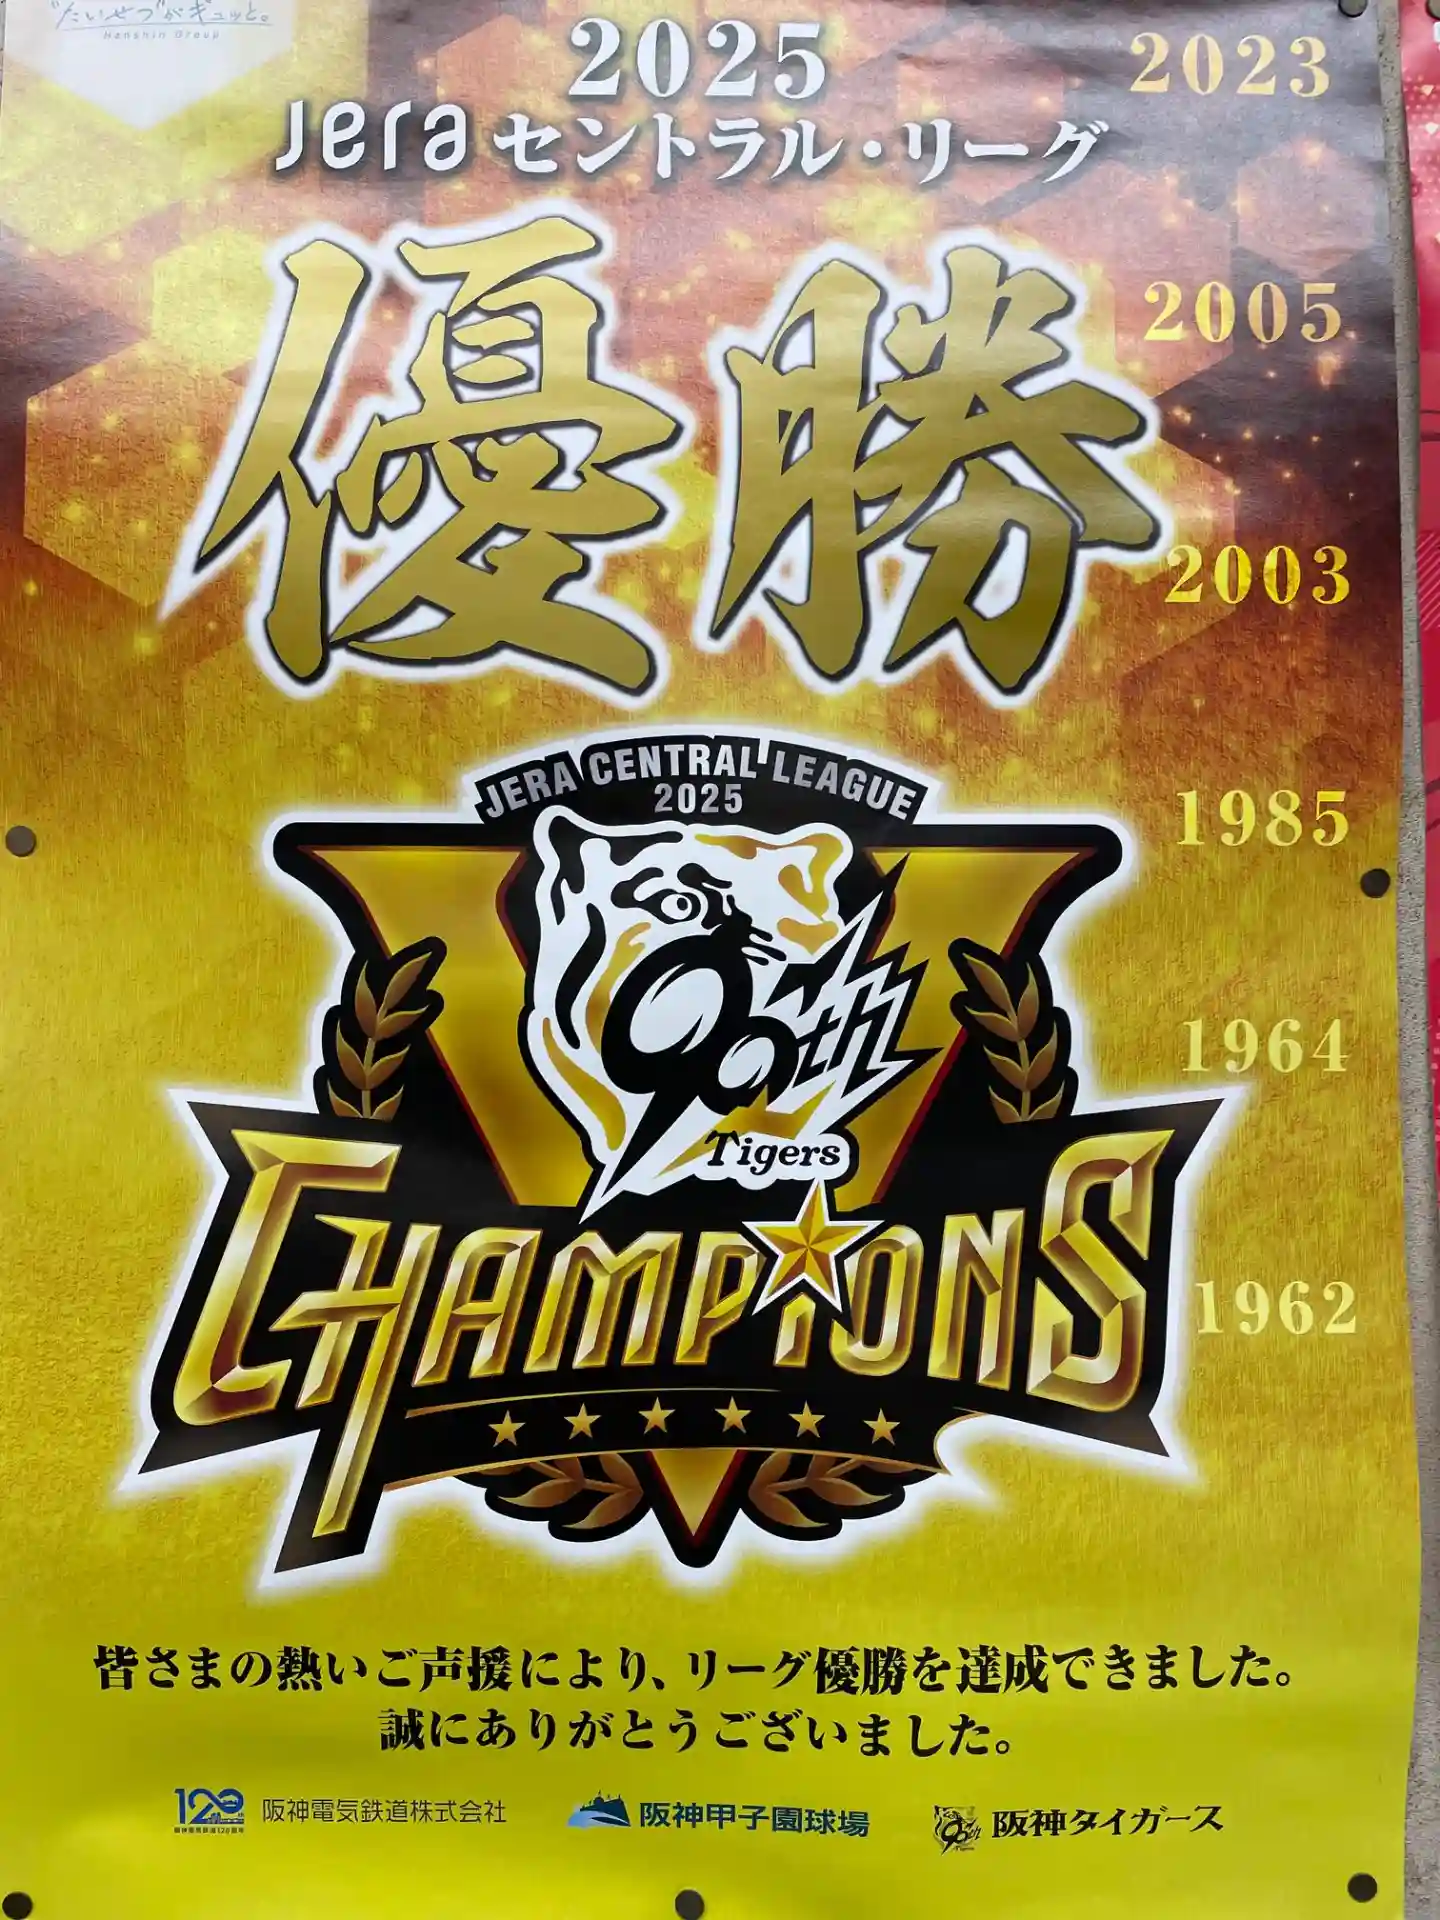 "たいせつ"がギュッと。
Hanshin Group
2025
Jera セントラル・リーグ
優勝
2023
2005
2003
1985
1964
1962
JERA CENTRAL LEAGUE
2025
90th
Tigers
CHAMPIONS
皆さまの熱いご声援により、リーグ優勝を達成できました。
誠にありがとうございました。
120th 阪神電気鉄道株式会社
阪神甲子園球場
90th Tigers 阪神タイガース